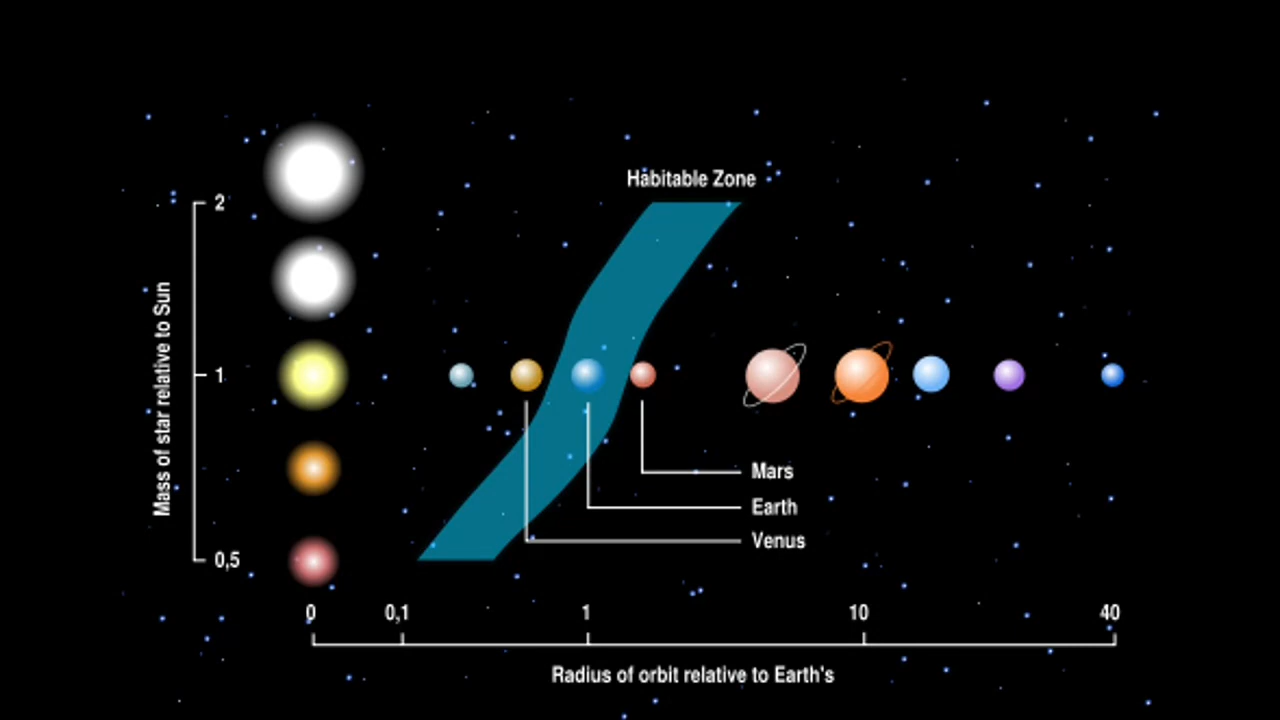 Habitable Zone
2
1
0,5
Mass of star relative to Sun
Mars
Earth
Venus
0 0,1 1 10 40
Radius of orbit relative to Earth's